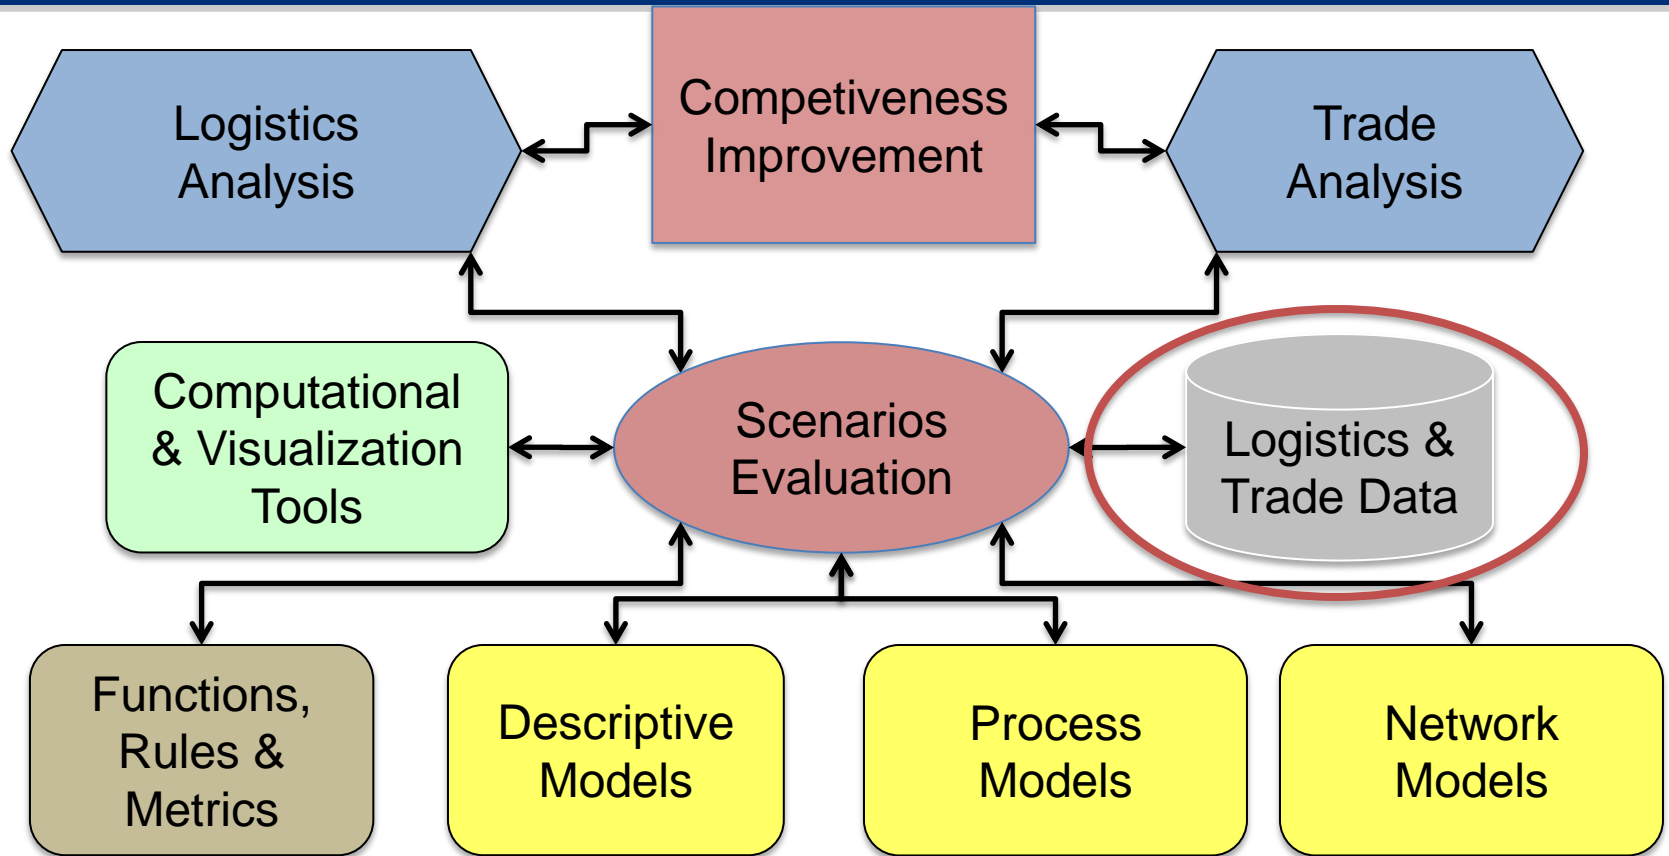 Logistics
Analysis
Competiveness
Improvement
Trade
Analysis
Computational
& Visualization
Tools
Scenarios
Evaluation
Logistics &
Trade Data
Functions,
Rules &
Metrics
Descriptive
Models
Process
Models
Network
Models